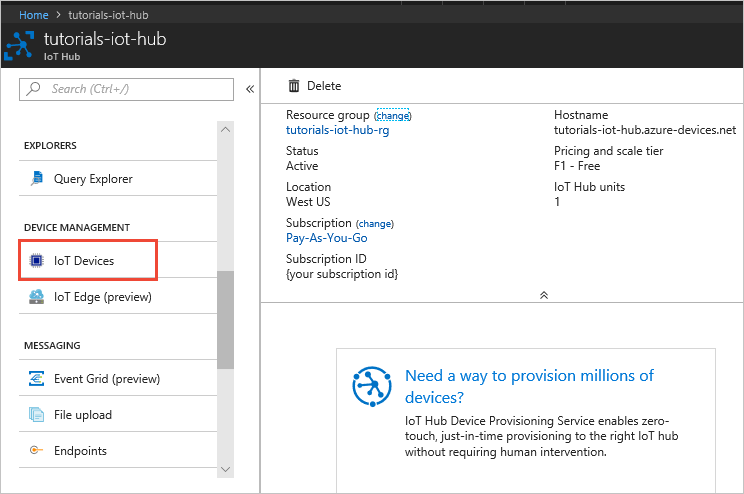 Home > tutorials-iot-hub
tutorials-iot-hub
IoT Hub
Search (Ctrl+/)
«
EXPLORERS
Query Explorer
DEVICE MANAGEMENT
IoT Devices
IoT Edge (preview)
MESSAGING
Event Grid (preview)
File upload
Endpoints
Delete
Resource group (change)
tutorials-iot-hub-rg
Status
Active
Location
West US
Subscription (change)
Pay-As-You-Go
Subscription ID
{your subscription id}
Hostname
tutorials-iot-hub.azure-devices.net
Pricing and scale tier
F1 - Free
IoT Hub units
1
Need a way to provision millions of
devices?
IoT Hub Device Provisioning Service enables zero-
touch, just-in-time provisioning to the right IoT hub
without requiring human intervention.